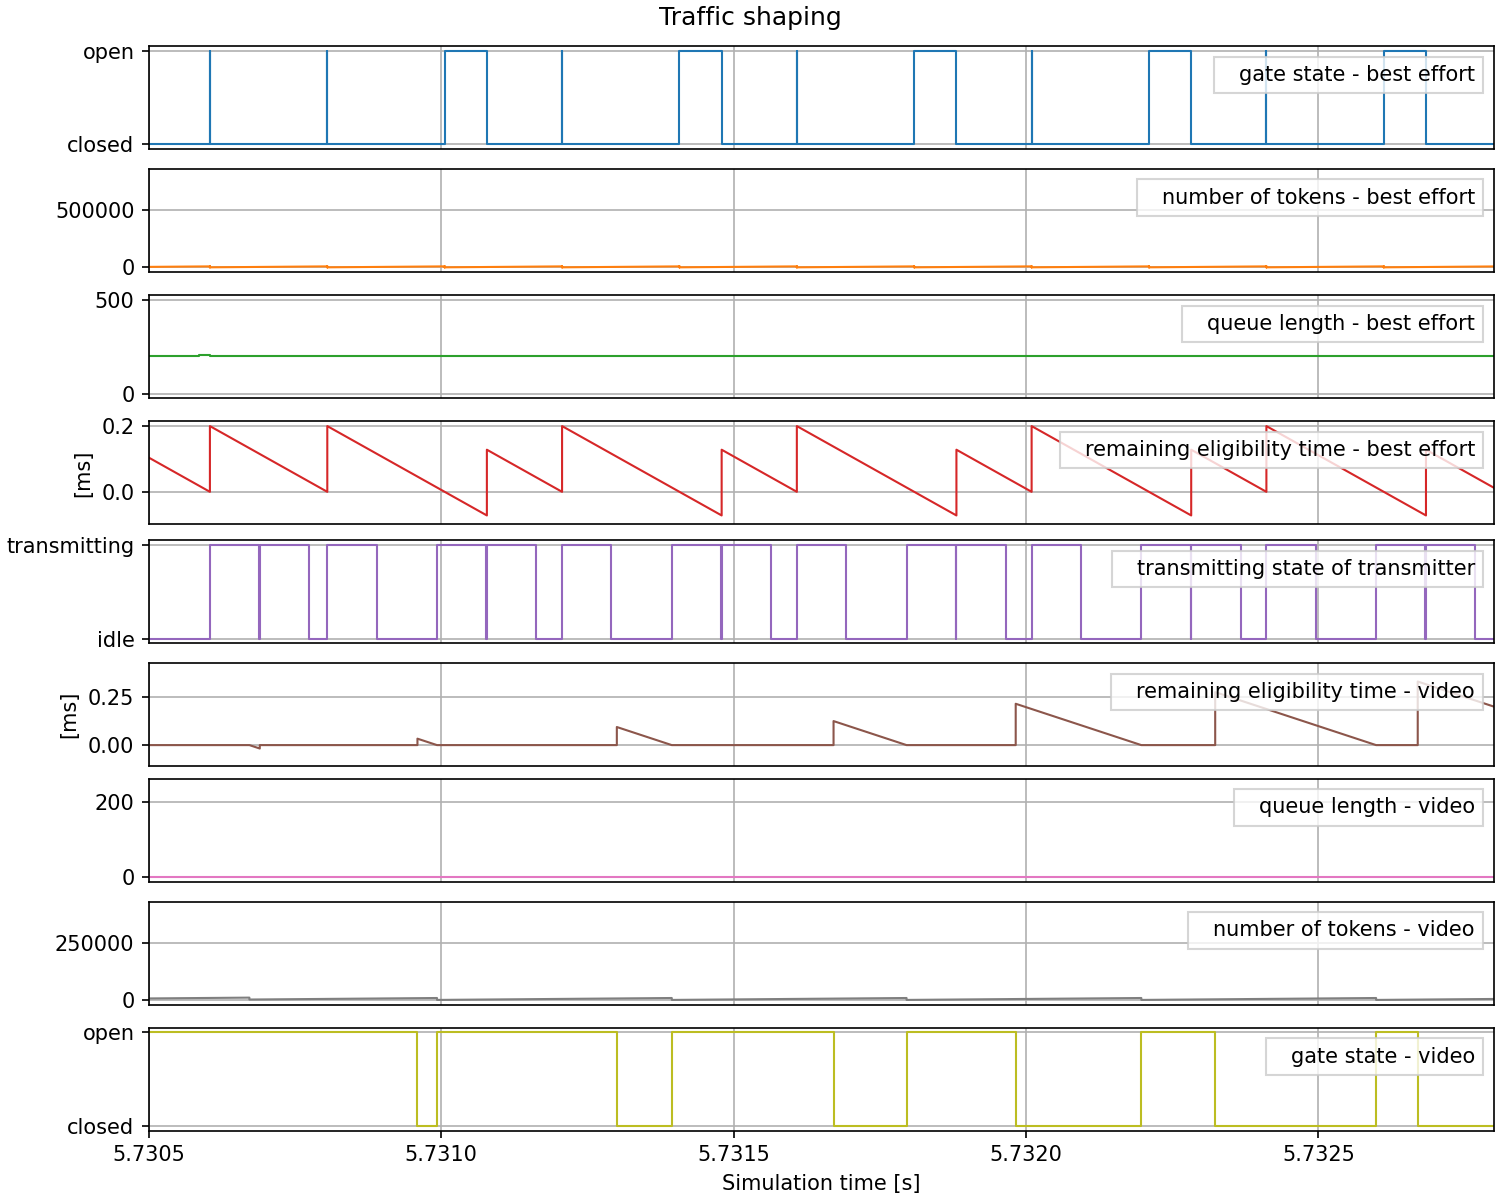 Traffic shaping
open
gate state - best effort
closed
number of tokens - best effort
500000
0
500
queue length - best effort
0
0.2
remaining eligibility time - best effort
[ms]
0.0
transmitting
transmitting state of transmitter
idle
remaining eligibility time - video
0.25
[ms]
0.00
200
queue length - video
0
number of tokens - video
250000
0
open
gate state - video
closed
5.7305 5.7310 5.7315 5.7320 5.7325
Simulation time [s]